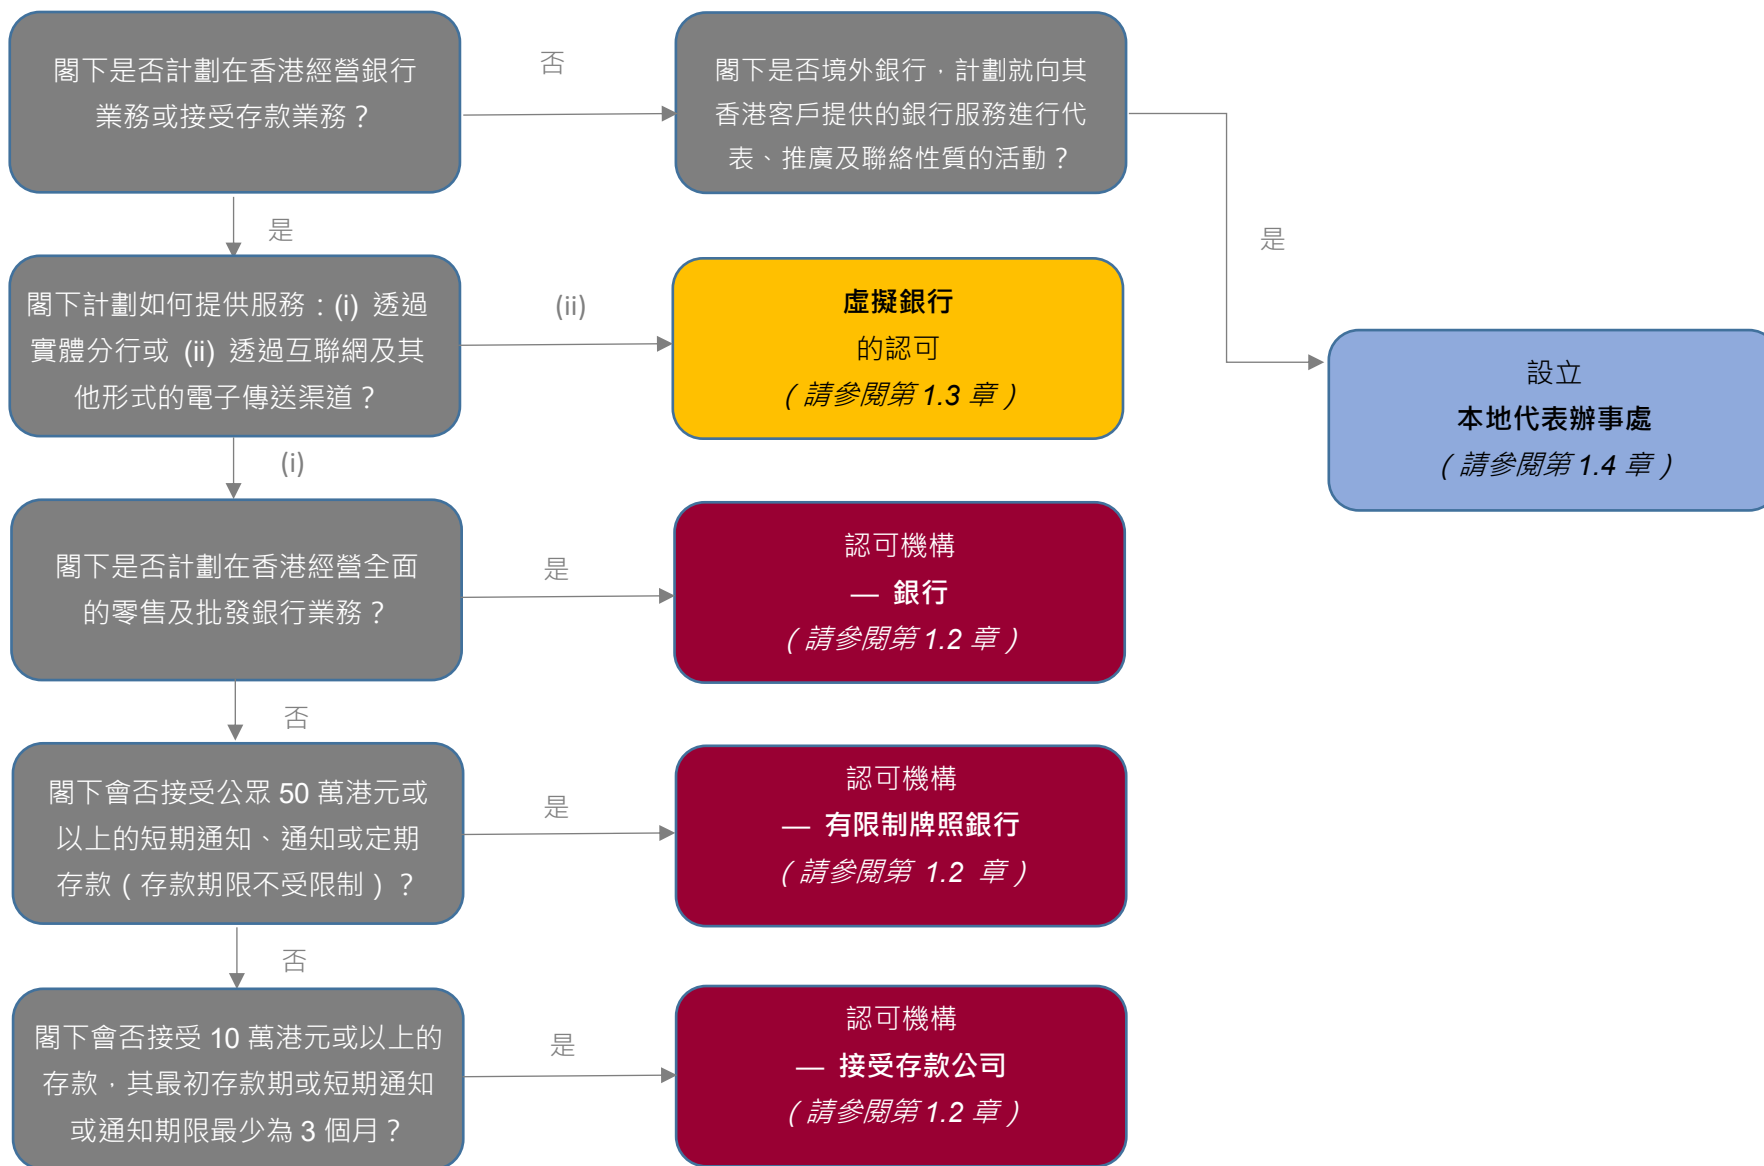 閣下是否計劃在香港經營銀行
業務或接受存款業務？
否
閣下是否境外銀行，計劃就向其
香港客戶提供的銀行服務進行代
表、推廣及聯絡性質的活動？
是
是
閣下計劃如何提供服務：(i) 透過
實體分行或 (ii) 透過互聯網及其
他形式的電子傳送渠道？
(ii)
虛擬銀行
的認可
（請參閱第 1.3 章）
設立
本地代表辦事處
（請參閱第 1.4 章）
(i)
閣下是否計劃在香港經營全面
的零售及批發銀行業務？
是
認可機構
— 銀行
（請參閱第 1.2 章）
否
閣下會否接受公眾 50 萬港元或
以上的短期通知、通知或定期
存款（存款期限不受限制）？
是
認可機構
— 有限制牌照銀行
（請參閱第 1.2 章）
否
閣下會否接受 10 萬港元或以上的
存款，其最初存款期或短期通知
或通知期限最少為 3 個月？
是
認可機構
— 接受存款公司
（請參閱第 1.2 章）